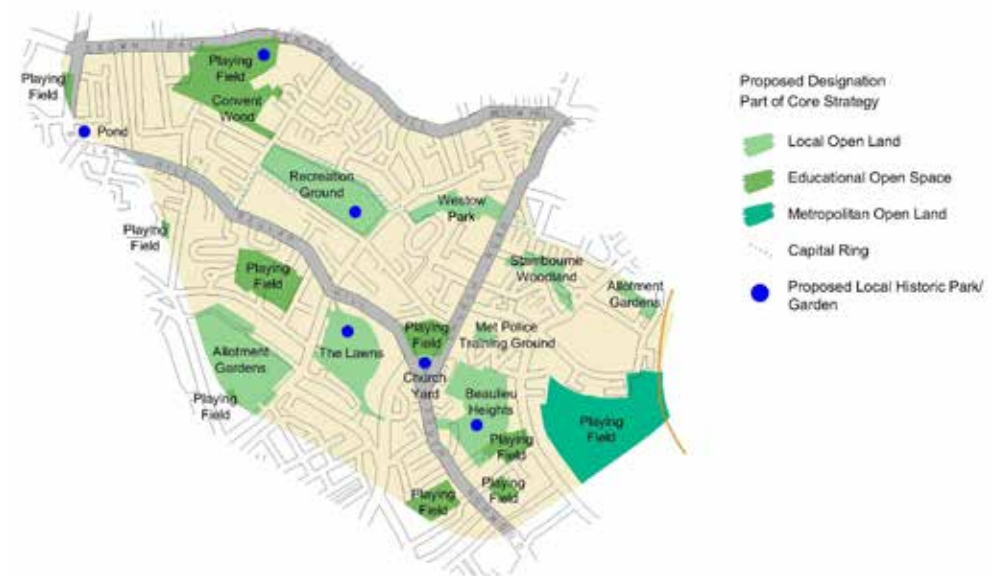 Playing
Field
Convent
Wood
Playing
Field
Pond
Recreation
Ground
Westow
Park
Playing
Field
Playing
Field
Stambourne
Woodland
Allotment
Gardens
Playing
Field
Met Police
Training Ground
The Lawns
Allotment
Gardens
Church
Yard
Beaulieu
Heights
Playing
Field
Playing
Field
Playing
Field
Playing
Field
Playing
Field
Proposed Designation
Part of Core Strategy
Local Open Land
Educational Open Space
Metropolitan Open Land
Capital Ring
Proposed Local Historic Park/
Garden